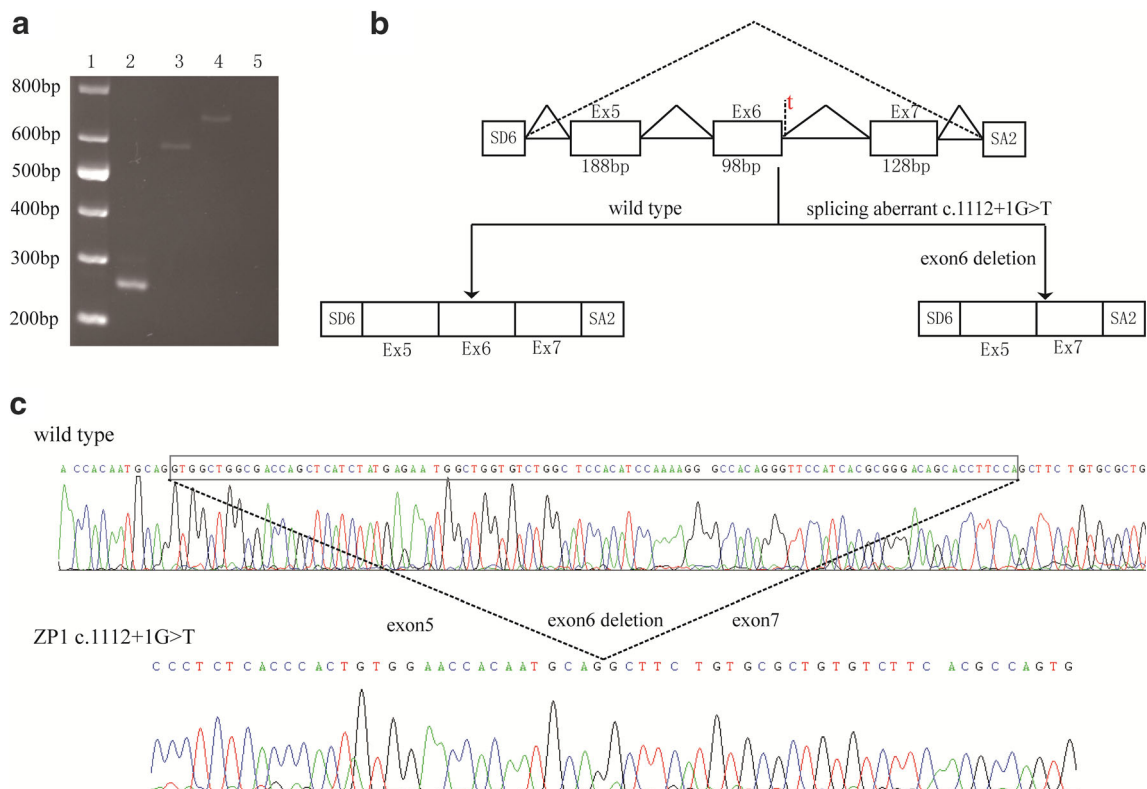 a
1 2 3 4 5
800bp
600bp
500bp
400bp
300bp
200bp
b
t
Ex5 Ex6 Ex7
SD6 SA2
188bp 98bp 128bp
wild type splicing aberrant c.1112+1G>T
exon6 deletion
SD6 SA2 SD6 SA2
Ex5 Ex6 Ex7 Ex5 Ex7
c
wild type
A CCACAATGCAGGTGGCTGGCGACCAGCTCATCTATGAGAA TGGCTGGTGTCTGGC TCCACATCCAAAAGG GCCACAGGGTTCCATCACGCGGGACAGCACCTTCCAGCTTC TGTGCGCTG
exon5 exon6 deletion exon7
ZP1 c.1112+1G>T
CCCTCTCACCCACTGTGGAACCACAATGCAGGCTTC TGTGCGCTGTGTCTTC ACGCCAGTG